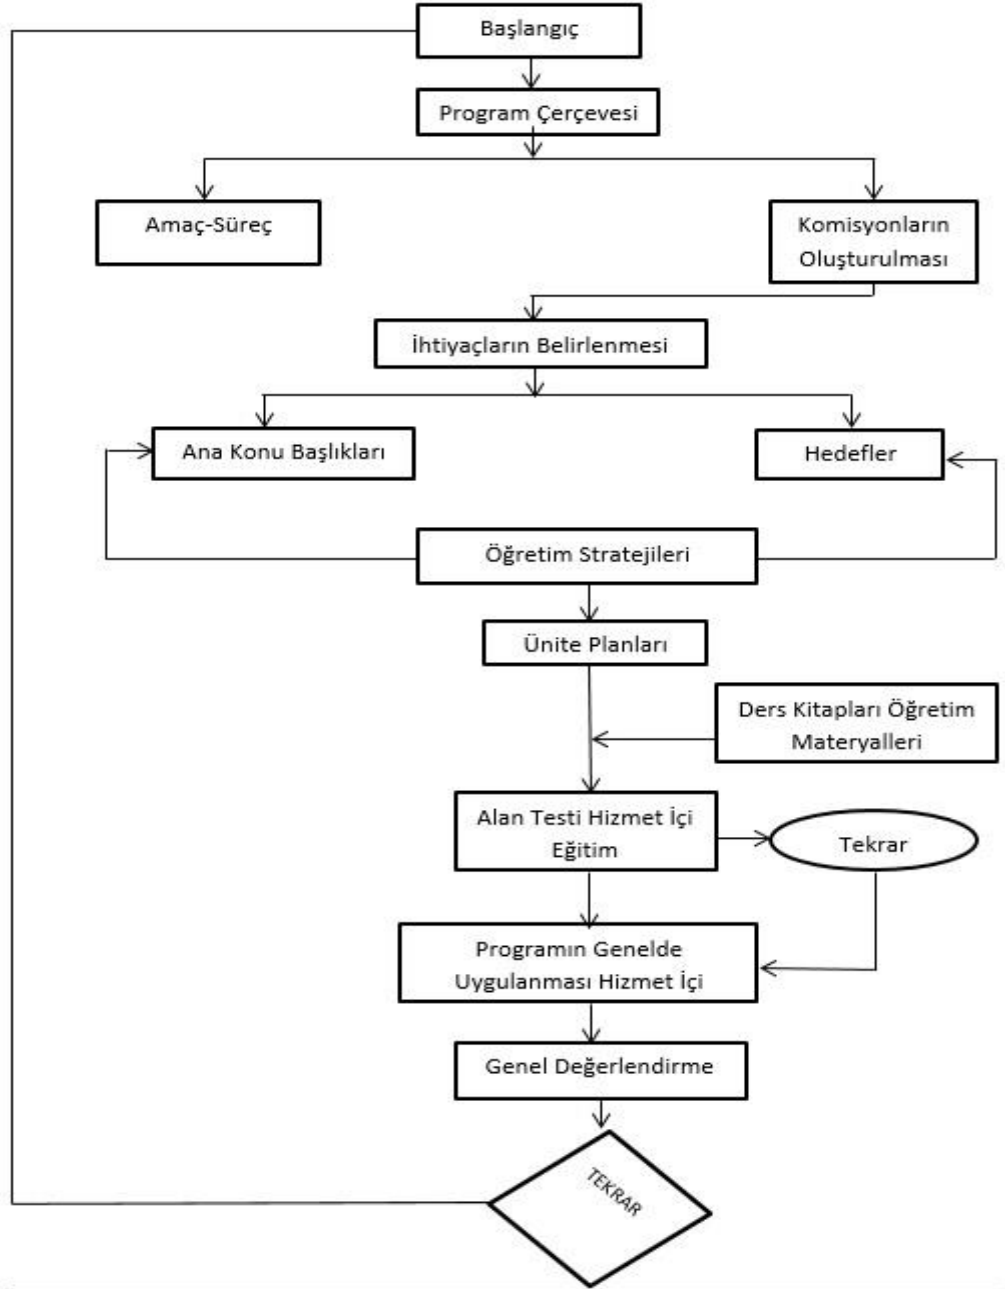 Başlangıç
Program Çerçevesi
Amaç-Süreç
Komisyonların
Oluşturulması
İhtiyaçların Belirlenmesi
Ana Konu Başlıkları
Hedefler
Öğretim Stratejileri
Ünite Planları
Ders Kitapları Öğretim
Materyalleri
Alan Testi Hizmet İçi
Eğitim
Tekrar
Programın Genelde
Uygulanması Hizmet İçi
Genel Değerlendirme
TEKRAR